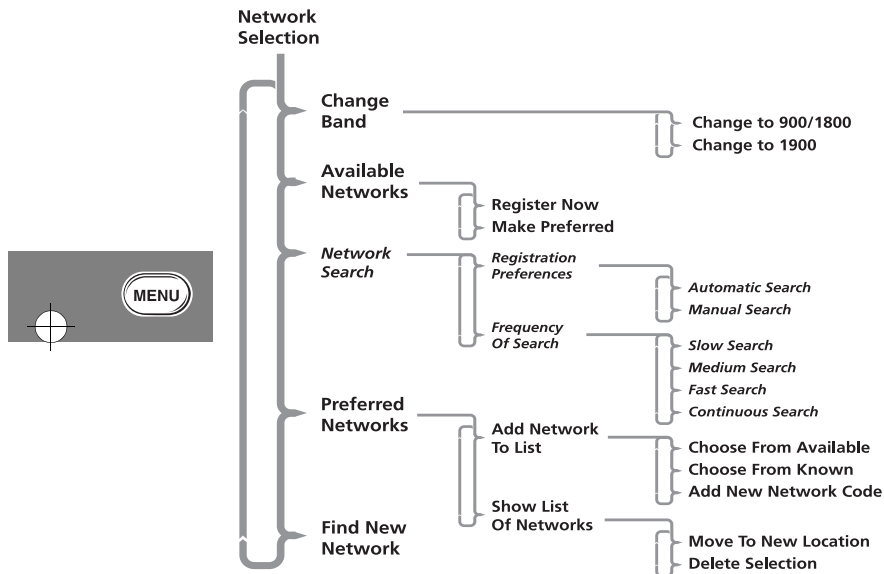 Network
Selection
Change
Band
Change to 900/1800
Change to 1900
Available
Networks
Register Now
Make Preferred
MENU
Network
Search
Registration
Preferences
Automatic Search
Manual Search
Frequency
Of Search
Slow Search
Medium Search
Fast Search
Continuous Search
Preferred
Networks
Add Network
To List
Choose From Available
Choose From Known
Add New Network Code
Show List
Of Networks
Move To New Location
Delete Selection
Find New
Network